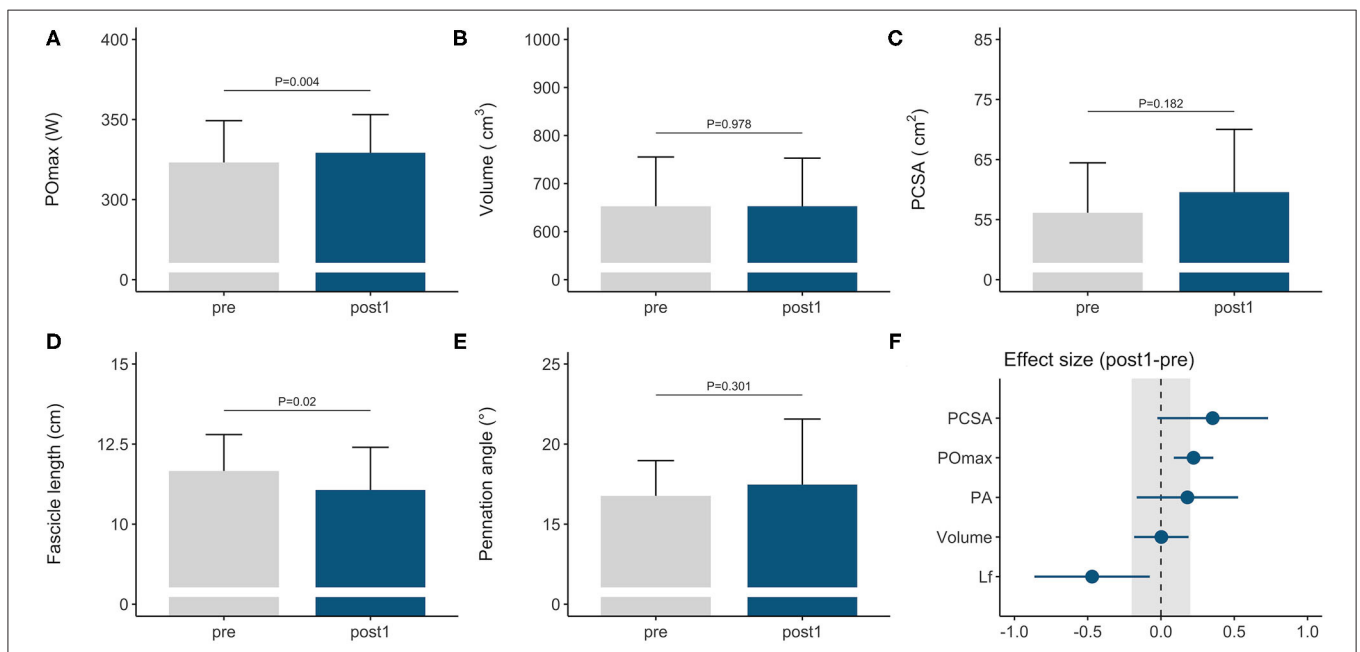 A
POmax (W)
400
350
300
0
P=0.004
pre
post1
B
Volume ( cm³)
1000
900
800
700
600
0
P=0.978
pre
post1
C
PCSA ( cm²)
85
75
65
55
0
P=0.182
pre
post1
D
Fascicle length (cm)
15
12.5
10
0
P=0.02
pre
post1
E
Pennation angle (°)
25
20
15
0
P=0.301
pre
post1
F
Effect size (post1-pre)
PCSA
POmax
PA
Volume
Lf
-1.0 -0.5 0.0 0.5 1.0